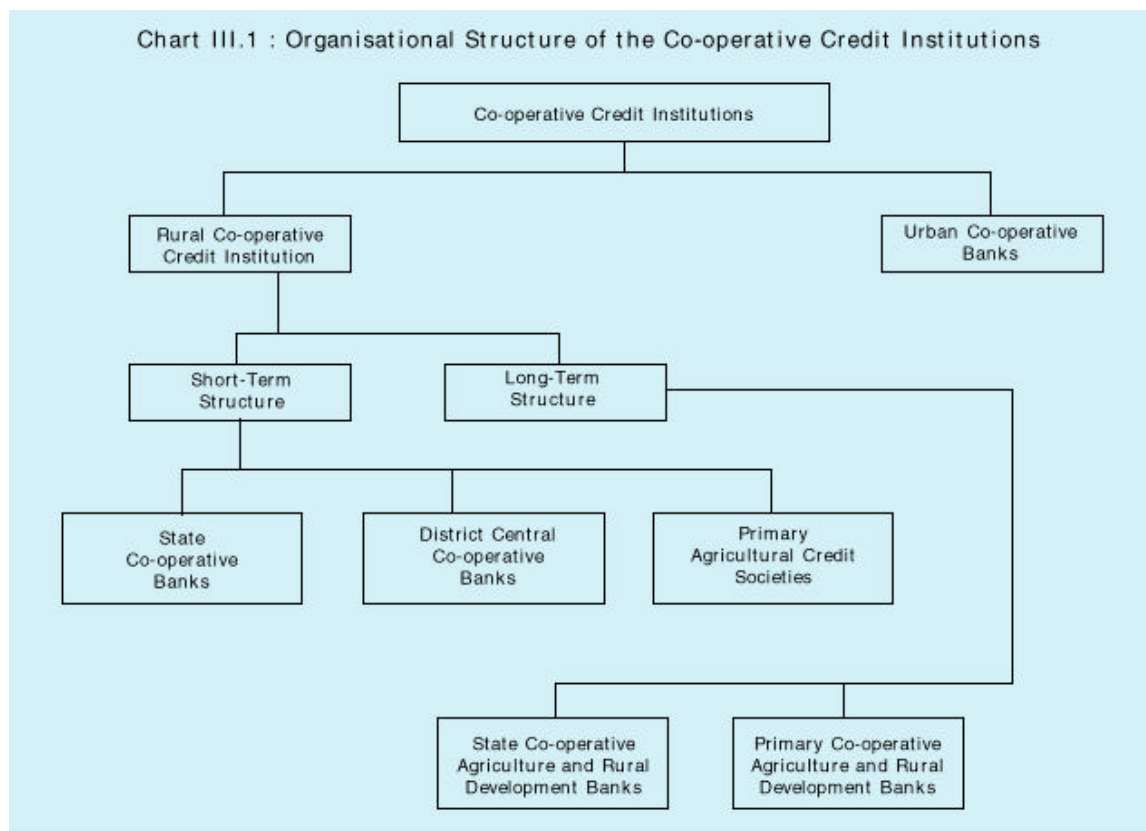 Chart III.1 : Organisational Structure of the Co-operative Credit Institutions
Co-operative Credit Institutions
Rural Co-operative
Credit Institution
Urban Co-operative
Banks
Short-Term
Structure
Long-Term
Structure
State
Co-operative
Banks
District Central
Co-operative
Banks
Primary
Agricultural Credit
Societies
State Co-operative
Agriculture and Rural
Development Banks
Primary Co-operative
Agriculture and Rural
Development Banks